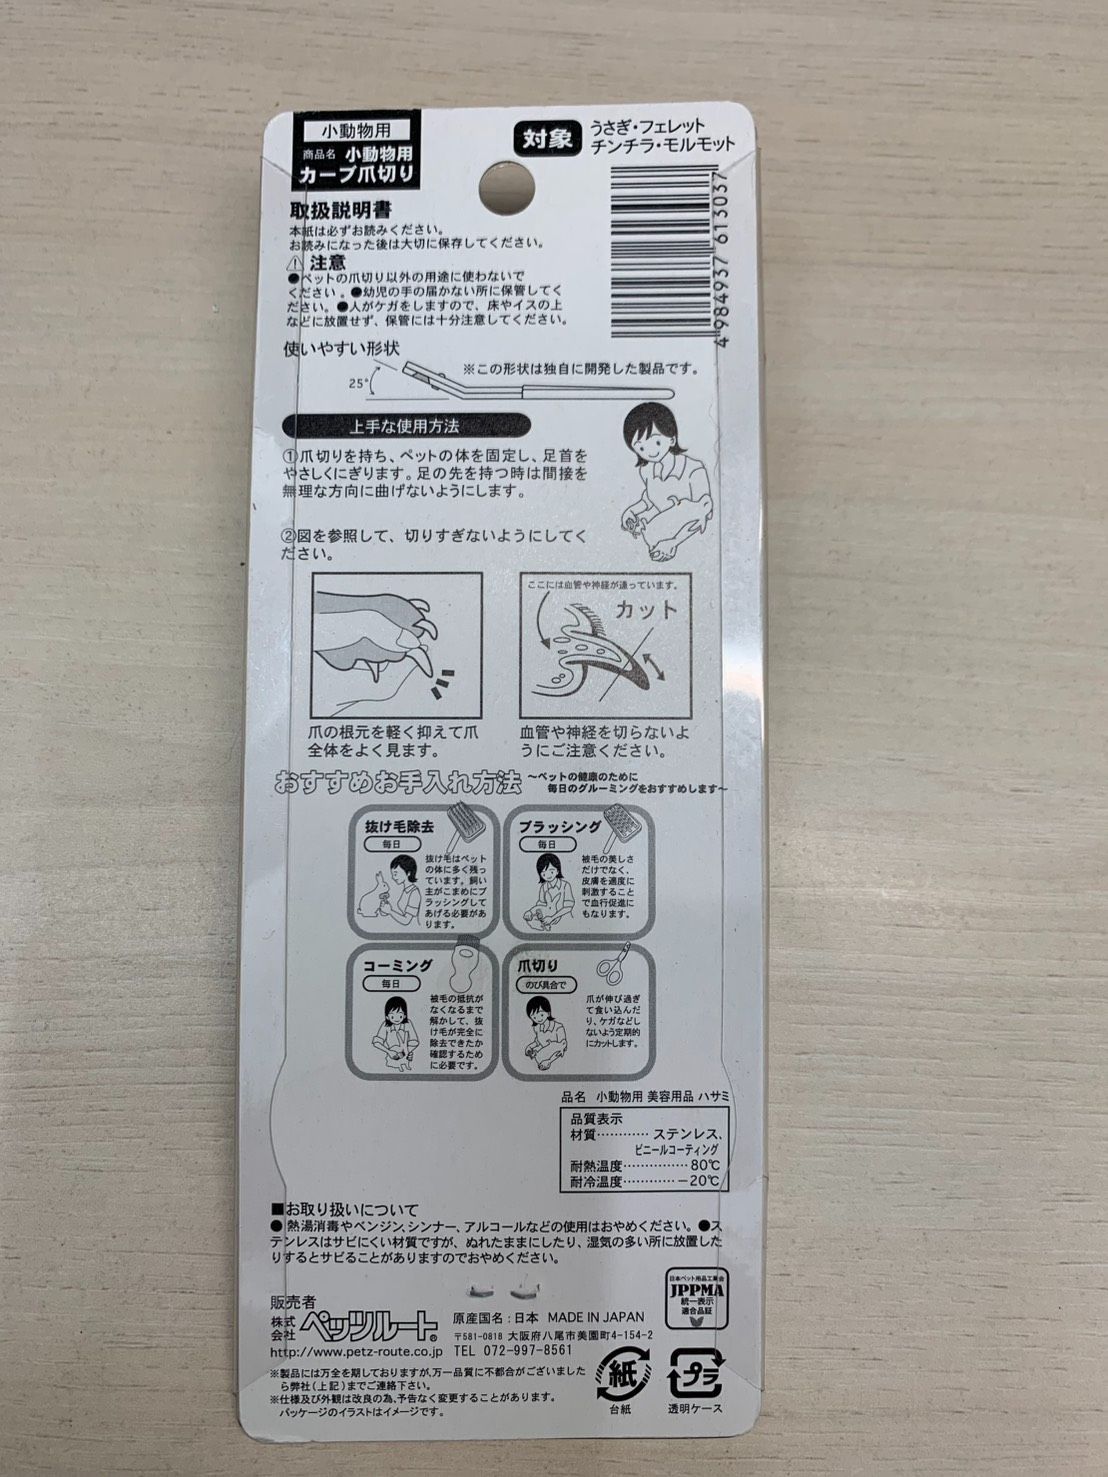 小動物用
商品名 小動物用
カーブ爪切り
対象
うさぎ・フェレット
チンチラ・モルモット
4 984937 613037
取扱説明書
本紙は必ずお読みください。
お読みになった後は大切に保存してください。
注意
●ペットの爪切り以外の用途に使わないで
ください。●幼児の手の届かない所に保管してく
ださい。●人がケガをしますので、床やイスの上
などに放置せず、保管には十分注意してください。
使いやすい形状
※この形状は独自に開発した製品です。
25°
上手な使用方法
①爪切りを持ち、ペットの体を固定し、足首を
やさしくにぎります。足の先を持つ時は間接を
無理な方向に曲げないようにします。
②図を参照して、切りすぎないようにしてく
ださい。
ここには血管や神経が通っています。
カット
爪の根元を軽く抑えて爪
全体をよく見ます。
血管や神経を切らないよ
うにご注意ください。
おすすめお手入れ方法
～ペットの健康のために
毎日のグルーミングをおすすめします～
抜け毛除去
毎日
抜け毛はペット
の体に多く残っ
ています。飼い
主がこまめにブ
ラッシングして
あげる必要があ
ります。
ブラッシング
毎日
被毛の美しさ
だけでなく、
皮膚を適度に
刺激すること
で血行促進に
もなります。
コーミング
毎日
被毛の抵抗が
なくなるまで
解かして、抜
け毛が完全に
除去できたか
確認するため
に必要です。
爪切り
のび具合で
爪が伸び過ぎ
て食い込んだ
り、ケガなどし
ないよう定期的
にカットします。
品名 小動物用 美容用品 ハサミ
品質表示
材質………… ステンレス、
ビニールコーティング
耐熱温度……………80℃
耐冷温度…………−20℃
■お取り扱いについて
●熱湯消毒やベンジン、シンナー、アルコールなどの使用はおやめください。●ス
テンレスはサビにくい材質ですが、ぬれたままにしたり、湿気の多い所に放置した
りするとサビることがありますのでおやめください。
日本ペット用品工業会
JPPMA
統一表示
適合品証
販売者
株式会社 ペッツルート®
原産国名：日本 MADE IN JAPAN
〒581-0818 大阪府八尾市美園町4-154-2
http://www.petz-route.co.jp TEL 072-997-8561
※製品には万全を期しておりますが、万一品質に不都合がございました
ら弊社(上記)までご連絡下さい。
※仕様及び外観は改良の為、予告なく変更することがあります。
パッケージのイラストはイメージです。
紙
台紙
プラ
透明ケース